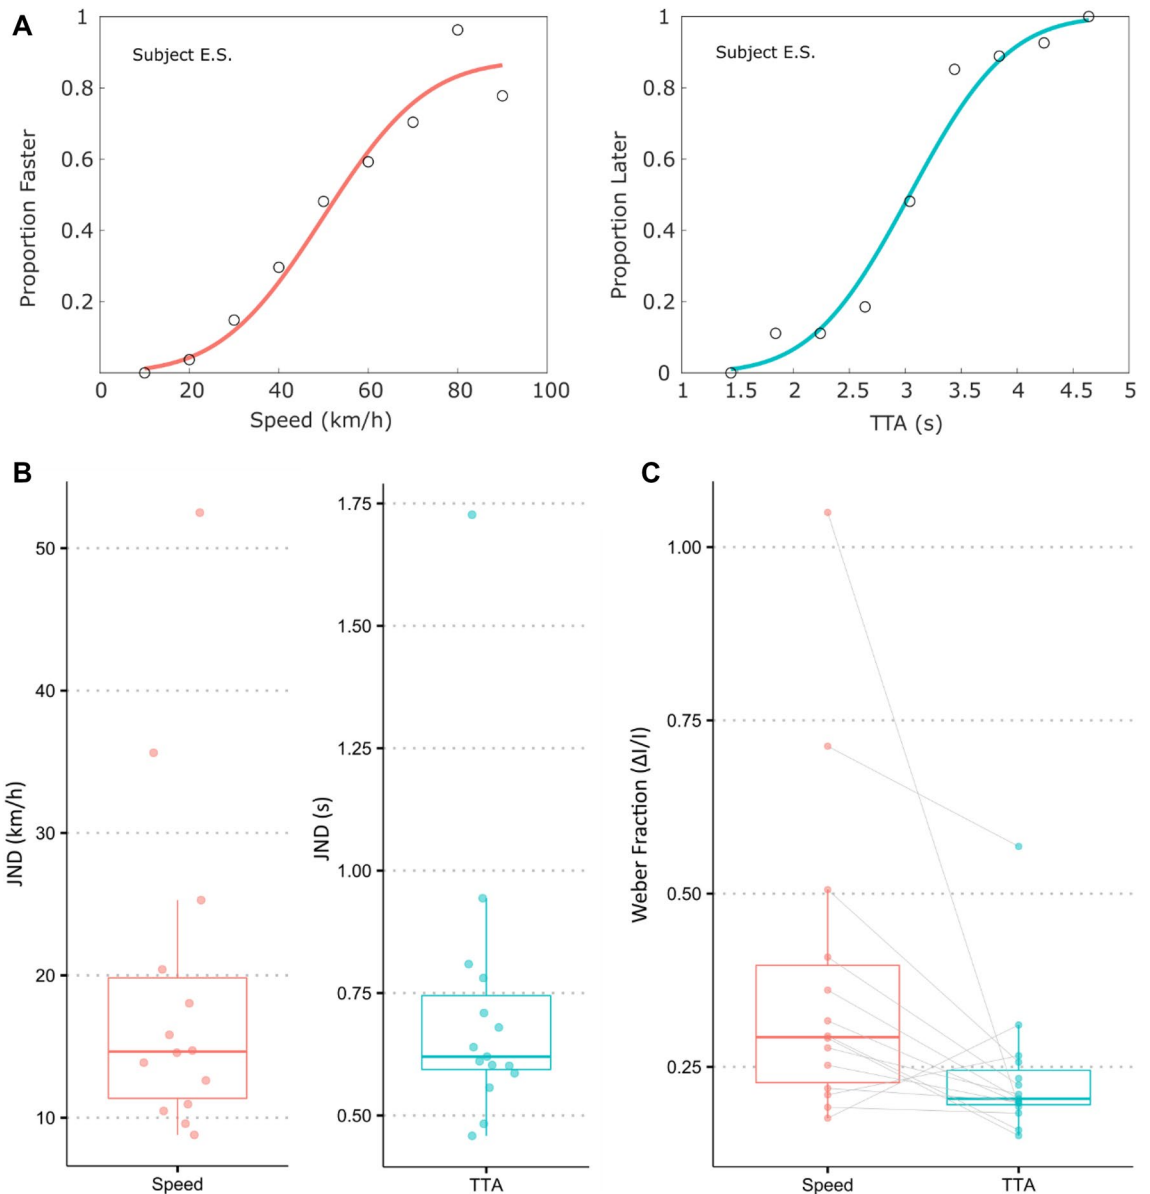 A
Subject E.S.
Proportion Faster
1
0.8
0.6
0.4
0.2
0 20 40 60 80 100
Speed (km/h)
Subject E.S.
Proportion Later
1
0.8
0.6
0.4
0.2
0
1 1.5 2 2.5 3 3.5 4 4.5 5
TTA (s)
B
JND (km/h)
50
40
30
20
10
Speed
JND (s)
1.75
1.50
1.25
1.00
0.75
0.50
TTA
C
Weber Fraction (ΔI/I)
1.00
0.75
0.50
0.25
Speed TTA